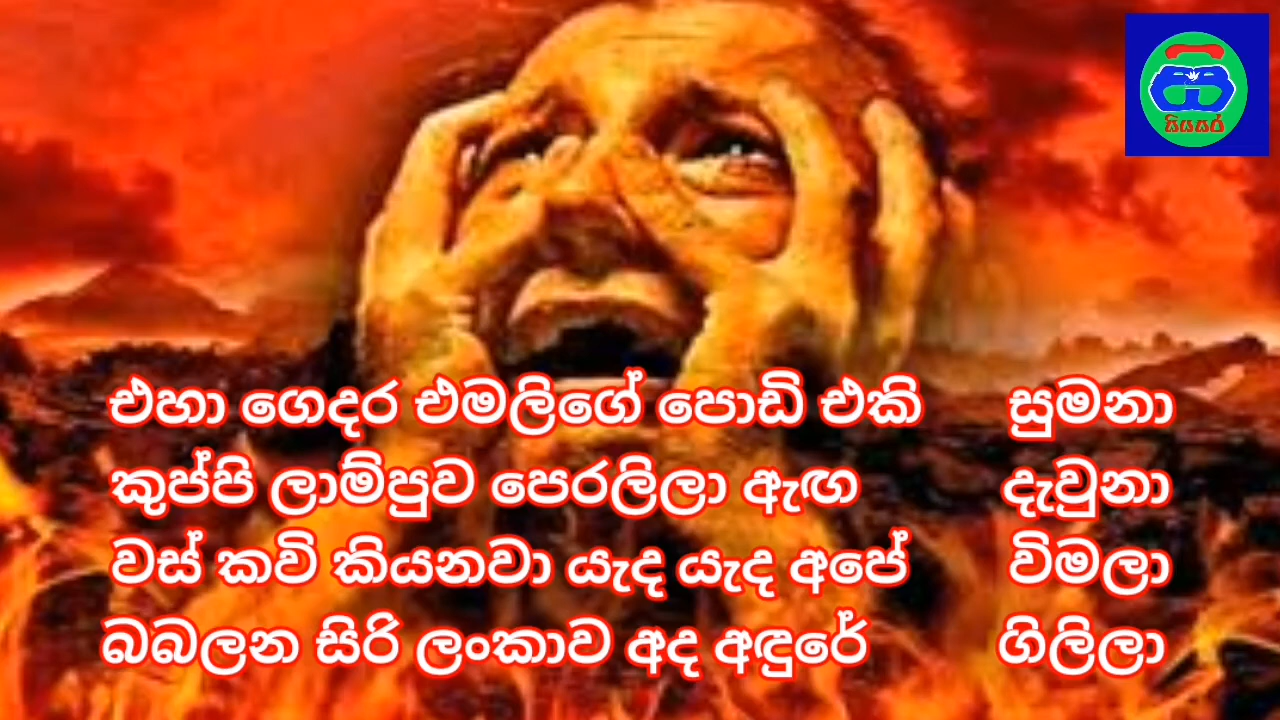 සියසර
එහා ගෙදර එමලිගේ පොඩි එකි සුමනා
කුප්පි ලාම්පුව පෙරලිලා ඇඟ දැවුනා
වස් කවි කියනවා යැද යැද අපේ විමලා
බබලන සිරි ලංකාව අද අඳුරේ ගිලිලා